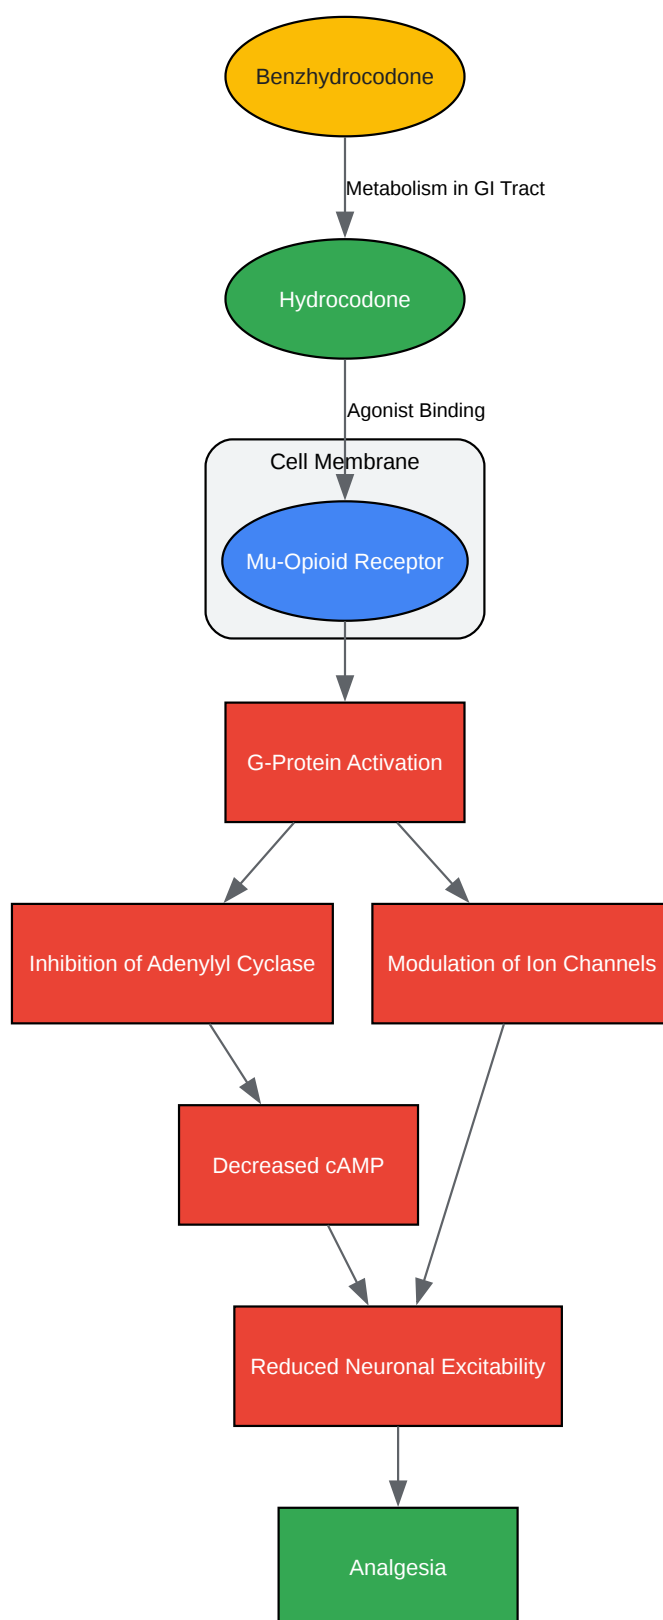 Benzhydrocodone
Metabolism in GI Tract
Hydrocodone
Agonist Binding
Cell Membrane
Mu-Opioid Receptor
G-Protein Activation
Inhibition of Adenylyl Cyclase
Modulation of Ion Channels
Decreased cAMP
Reduced Neuronal Excitability
Analgesia